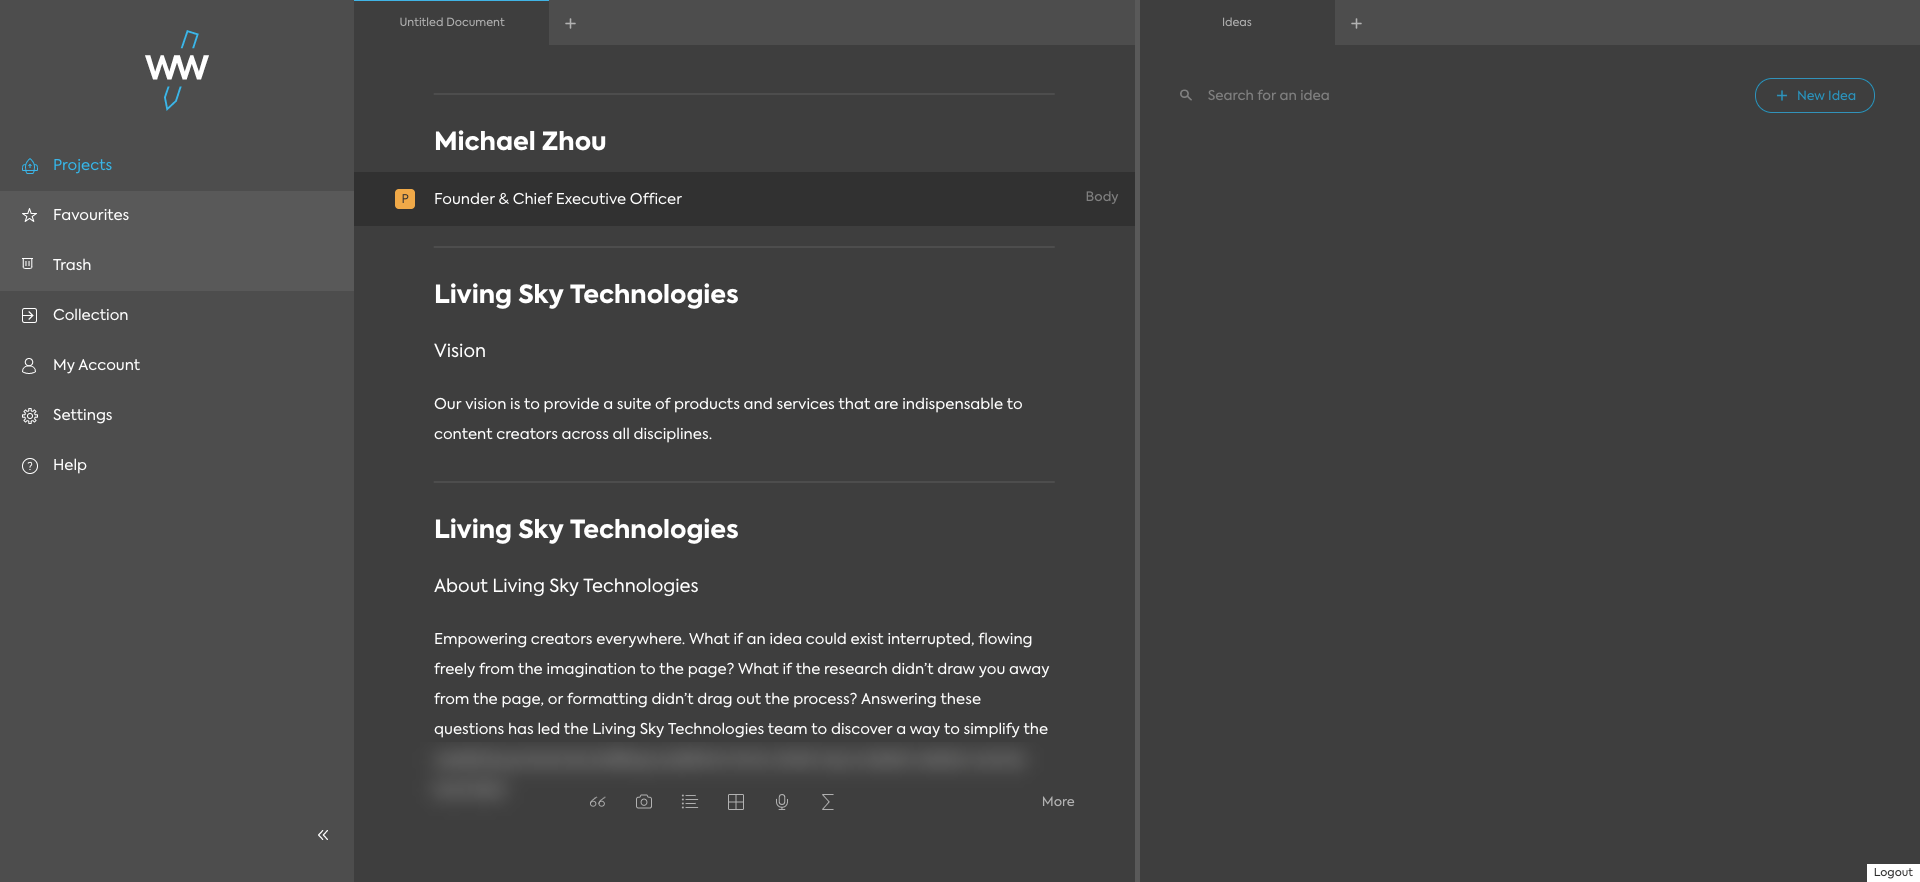 WW
Projects
Favourites
Trash
Collection
My Account
Settings
Help
Untitled Document
Michael Zhou
P Founder & Chief Executive Officer Body
Living Sky Technologies
Vision
Our vision is to provide a suite of products and services that are indispensable to
content creators across all disciplines.
Living Sky Technologies
About Living Sky Technologies
Empowering creators everywhere. What if an idea could exist interrupted, flowing
freely from the imagination to the page? What if the research didn't draw you away
from the page, or formatting didn't drag out the process? Answering these
questions has led the Living Sky Technologies team to discover a way to simplify the
More
Ideas
Search for an idea
+ New Idea
Logout